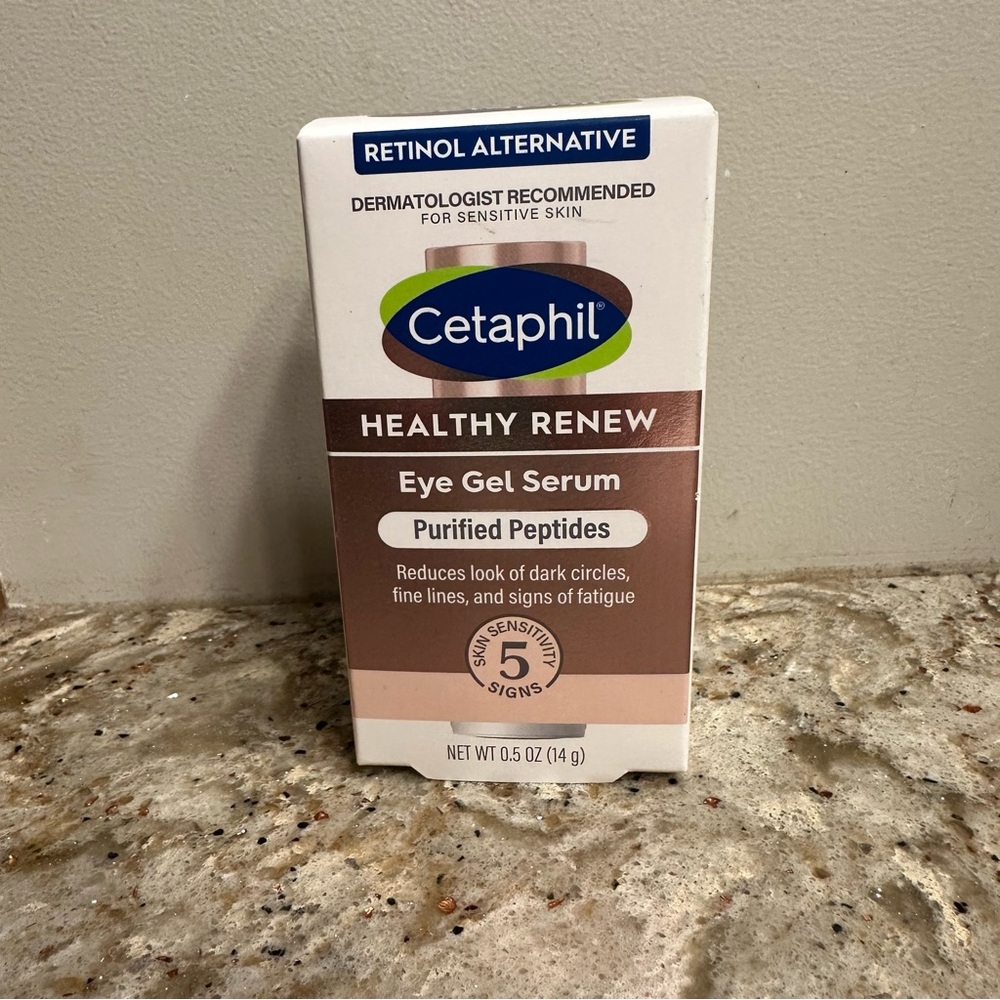 RETINOL ALTERNATIVE
DERMATOLOGIST RECOMMENDED
FOR SENSITIVE SKIN
Cetaphil®
HEALTHY RENEW
Eye Gel Serum
Purified Peptides
Reduces look of dark circles,
fine lines, and signs of fatigue
SKIN SENSITIVITY
5
SIGNS
NET WT 0.5 OZ (14 g)